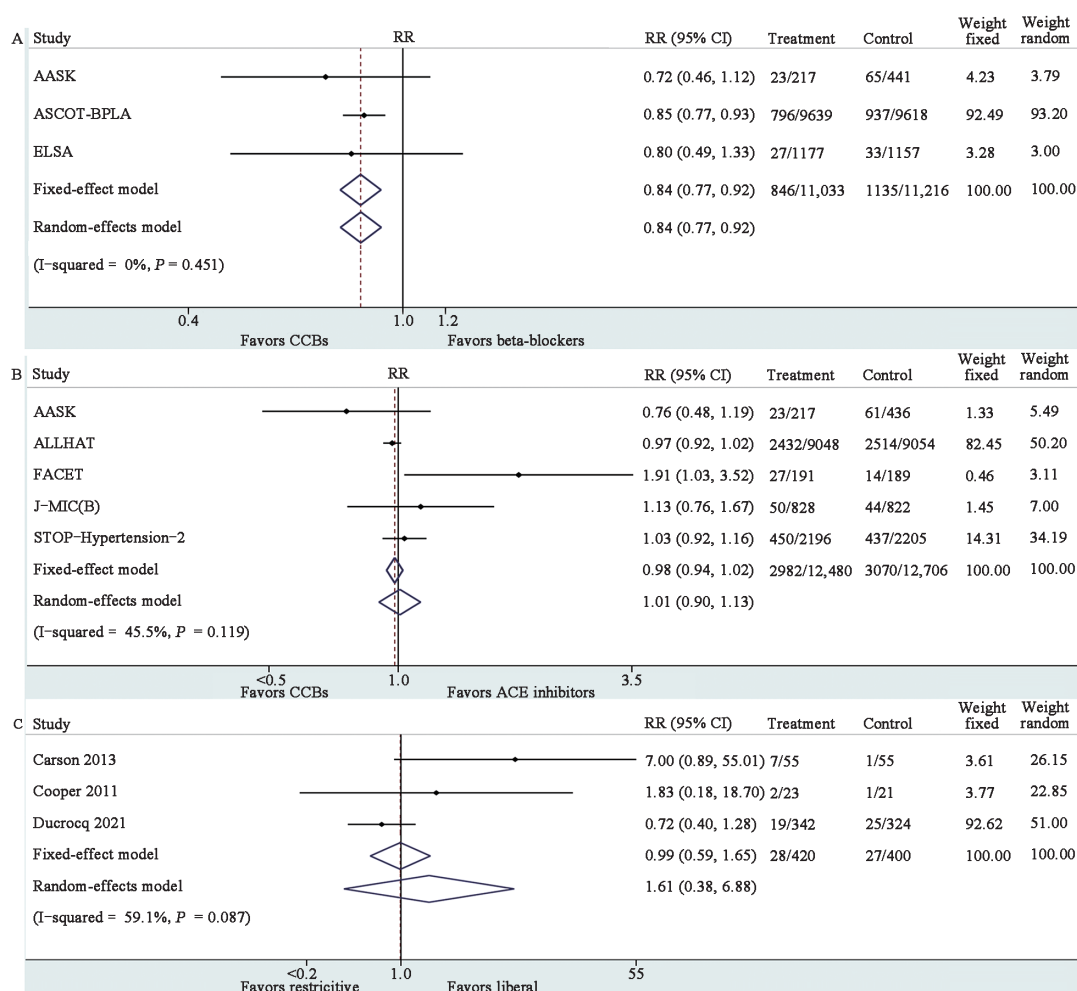 Weight Weight
A Study RR RR (95% CI) Treatment Control fixed random
AASK 0.72 (0.46, 1.12) 23/217 65/441 4.23 3.79
ASCOT-BPLA 0.85 (0.77, 0.93) 796/9639 937/9618 92.49 93.20
ELSA 0.80 (0.49, 1.33) 27/1177 33/1157 3.28 3.00
Fixed-effect model 0.84 (0.77, 0.92) 846/11,033 1135/11,216 100.00 100.00
Random-effects model 0.84 (0.77, 0.92)
(I-squared = 0%, P = 0.451)
0.4 1.0 1.2
Favors CCBs Favors beta-blockers
Weight Weight
B Study RR RR (95% CI) Treatment Control fixed random
AASK 0.76 (0.48, 1.19) 23/217 61/436 1.33 5.49
ALLHAT 0.97 (0.92, 1.02) 2432/9048 2514/9054 82.45 50.20
FACET 1.91 (1.03, 3.52) 27/191 14/189 0.46 3.11
J-MIC(B) 1.13 (0.76, 1.67) 50/828 44/822 1.45 7.00
STOP-Hypertension-2 1.03 (0.92, 1.16) 450/2196 437/2205 14.31 34.19
Fixed-effect model 0.98 (0.94, 1.02) 2982/12,480 3070/12,706 100.00 100.00
Random-effects model 1.01 (0.90, 1.13)
(I-squared = 45.5%, P = 0.119)
<0.5 1.0 3.5
Favors CCBs Favors ACE inhibitors
Weight Weight
C Study RR (95% CI) Treatment Control fixed random
Carson 2013 7.00 (0.89, 55.01) 7/55 1/55 3.61 26.15
Cooper 2011 1.83 (0.18, 18.70) 2/23 1/21 3.77 22.85
Ducrocq 2021 0.72 (0.40, 1.28) 19/342 25/324 92.62 51.00
Fixed-effect model 0.99 (0.59, 1.65) 28/420 27/400 100.00 100.00
Random-effects model 1.61 (0.38, 6.88)
(I-squared = 59.1%, P = 0.087)
<0.2 1.0 55
Favors restricitive Favors liberal